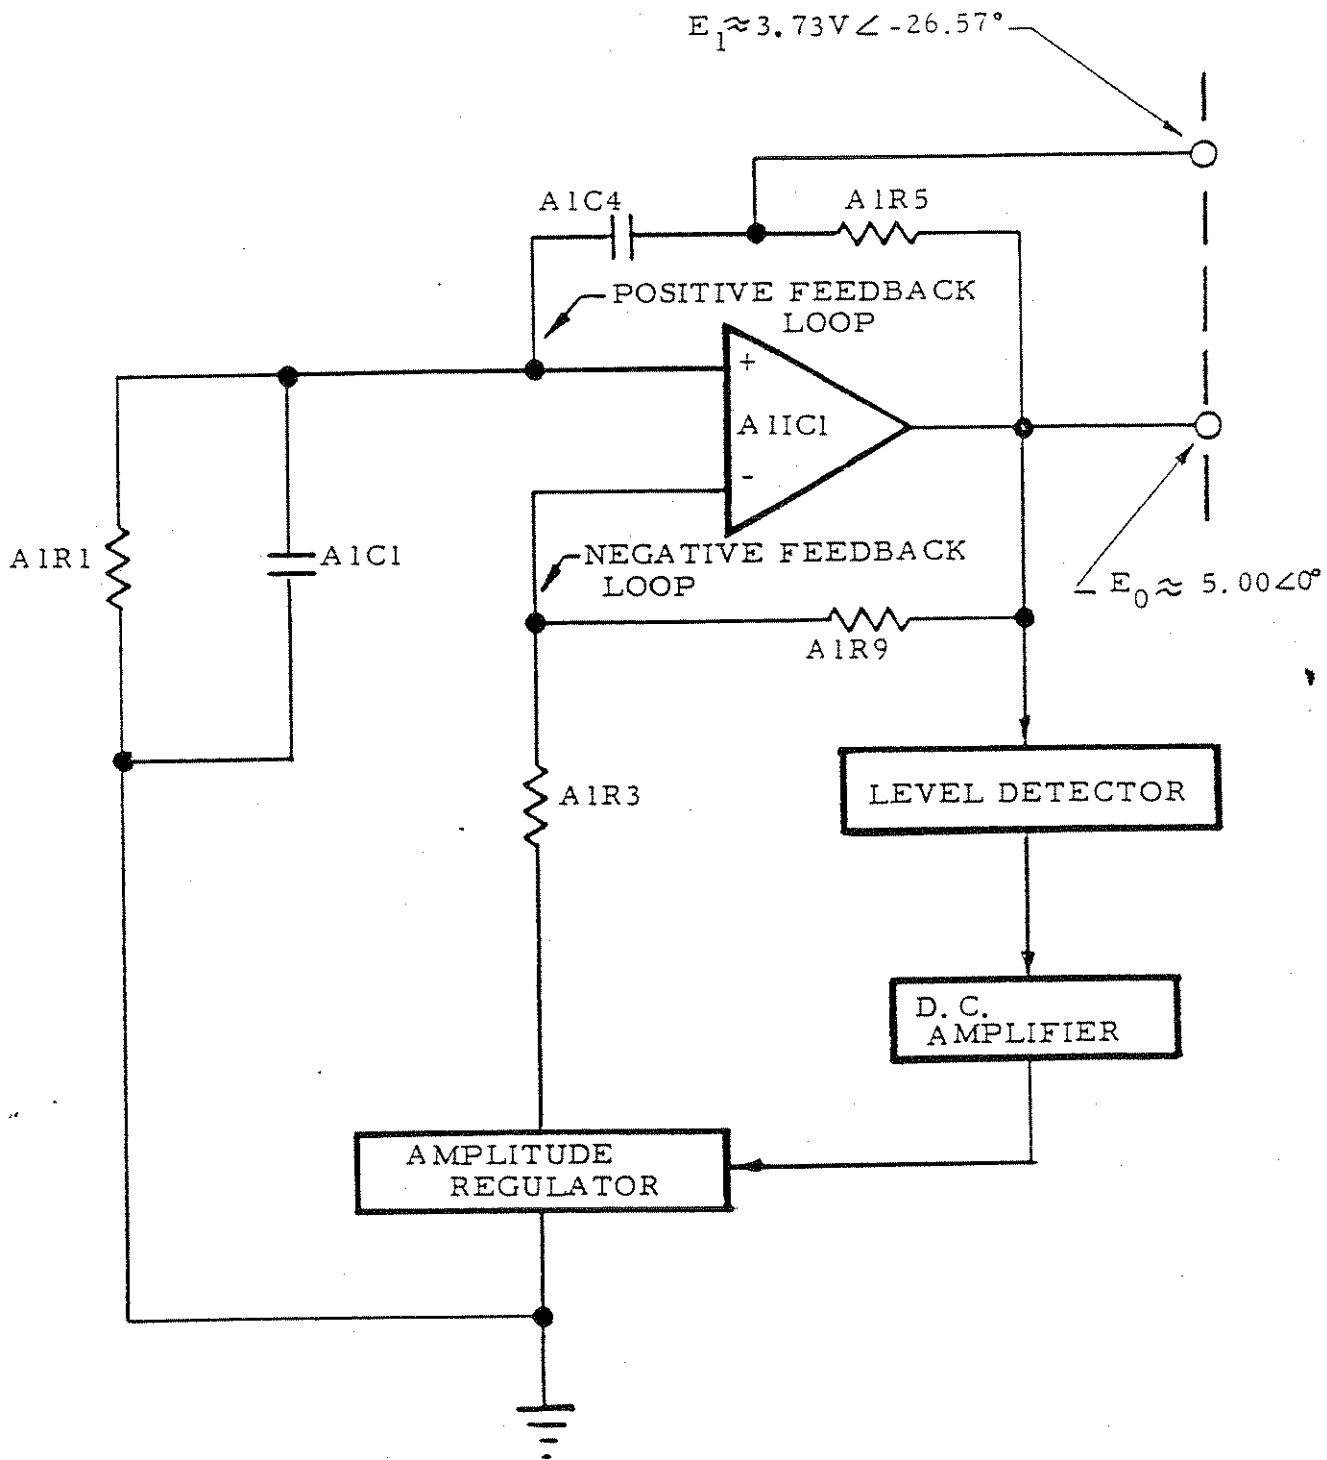 E1≈3.73V∠-26.57°
A1C4
A1R5
POSITIVE FEEDBACK
LOOP
+
A1IC1
-
A1R1
A1C1
NEGATIVE FEEDBACK
LOOP
E0≈ 5.00∠0°
A1R9
A1R3
LEVEL DETECTOR
D.C.
AMPLIFIER
AMPLITUDE
REGULATOR